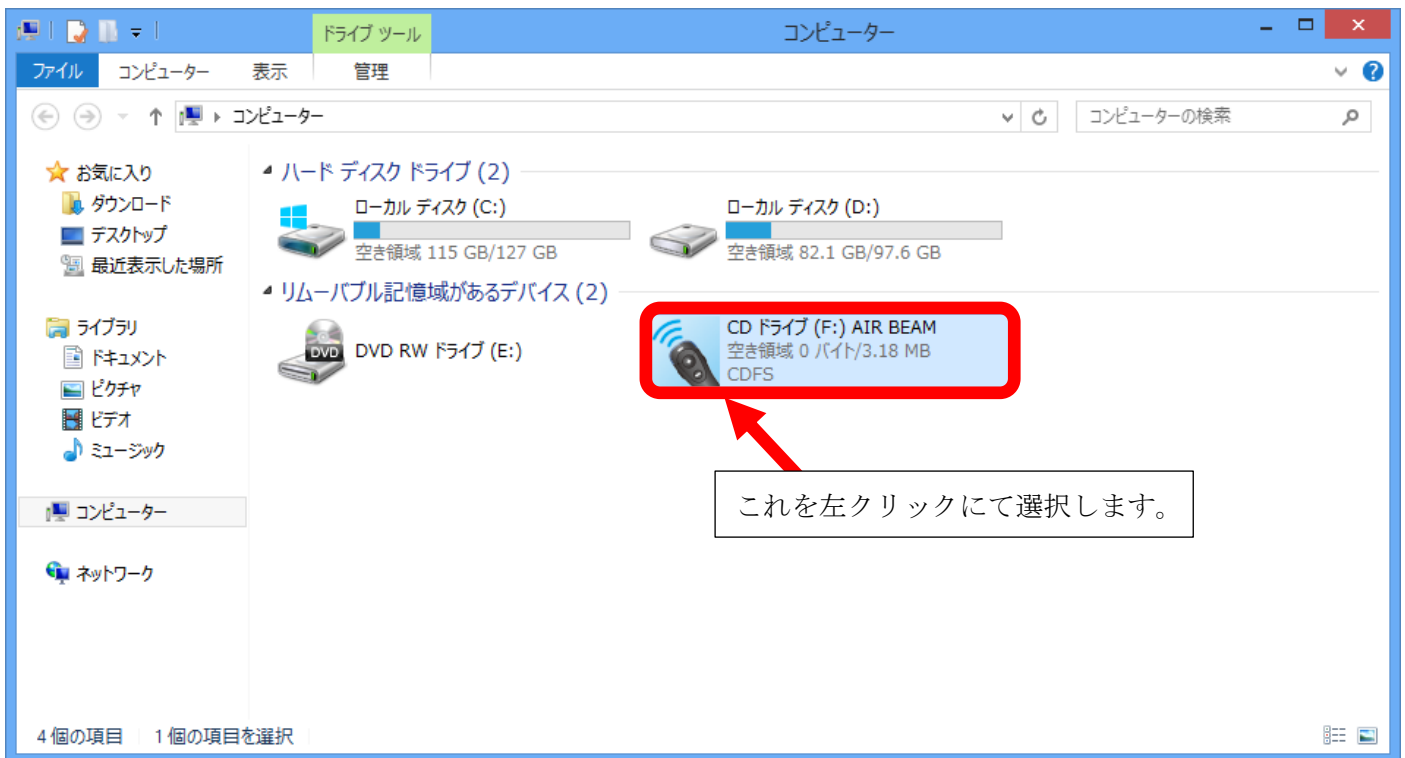 ドライブ ツール
コンピューター
ファイル
コンピューター
表示
管理
コンピューター
コンピューターの検索
お気に入り
ダウンロード
デスクトップ
最近表示した場所
ライブラリ
ドキュメント
ピクチャ
ビデオ
ミュージック
コンピューター
ネットワーク
ハード ディスク ドライブ (2)
ローカル ディスク (C:)
空き領域 115 GB/127 GB
ローカル ディスク (D:)
空き領域 82.1 GB/97.6 GB
リムーバブル記憶域があるデバイス (2)
DVD
DVD RW ドライブ (E:)
CD ドライブ (F:) AIR BEAM
空き領域 0 バイト/3.18 MB
CDFS
これを左クリックにて選択します。
4 個の項目
1 個の項目を選択